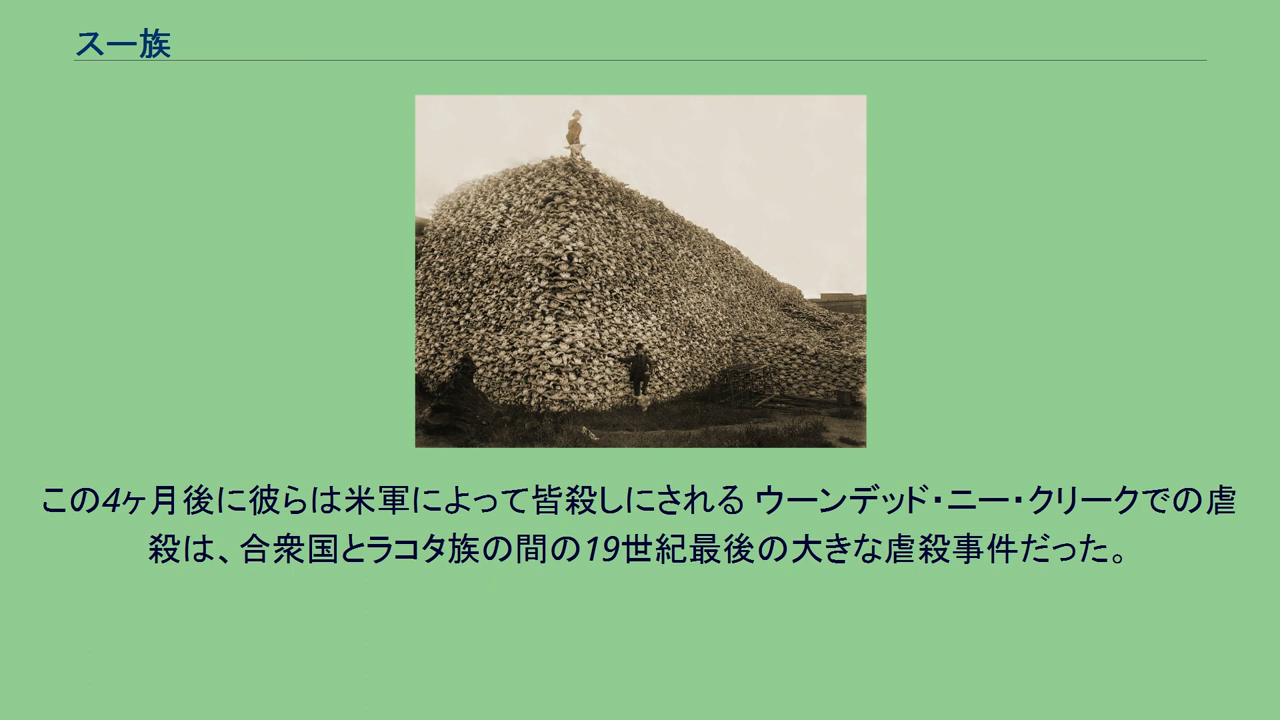 スー族
この4ヶ月後に彼らは米軍によって皆殺しにされる ウーンデッド・ニー・クリークでの虐
殺は、合衆国とラコタ族の間の19世紀最後の大きな虐殺事件だった。